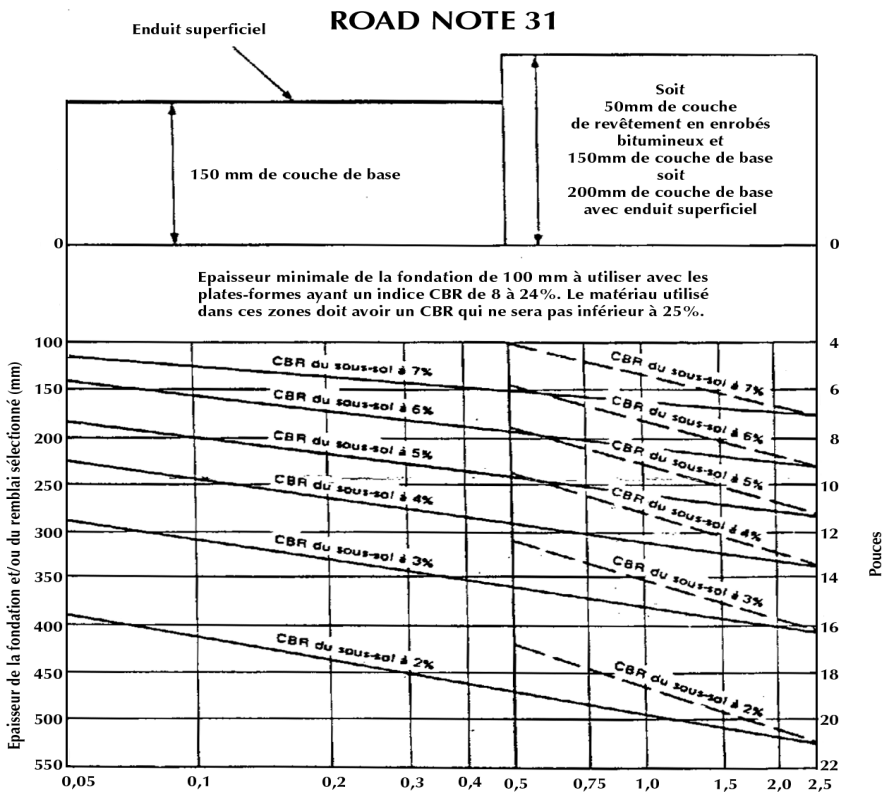 ROAD NOTE 31
Enduit superficiel
150 mm de couche de base
Soit
50mm de couche
de revêtement en enrobés
bitumineux et
150mm de couche de base
soit
200mm de couche de base
avec enduit superficiel
0
0
Epaisseur minimale de la fondation de 100 mm à utiliser avec les
plates-formes ayant un indice CBR de 8 à 24%. Le matériau utilisé
dans ces zones doit avoir un CBR qui ne sera pas inférieur à 25%.
Epaisseur de la fondation et/ou du remblai sélectionné (mm)
100
150
200
250
300
350
400
450
500
550
CBR du sous-sol à 7%
CBR du sous-sol à 6%
CBR du sous-sol à 5%
CBR du sous-sol à 4%
CBR du sous-sol à 3%
CBR du sous-sol à 2%
CBR du sous-sol à 7%
CBR du sous-sol à 6%
CBR du sous-sol à 5%
CBR du sous-sol à 4%
CBR du sous-sol à 3%
CBR du sous-sol à 2%
4
6
8
10
12
14
16
18
20
22
Pouces
0,05
0,1
0,2
0,3
0,4
0,5
0,75
1,0
1,5
2,0
2,5